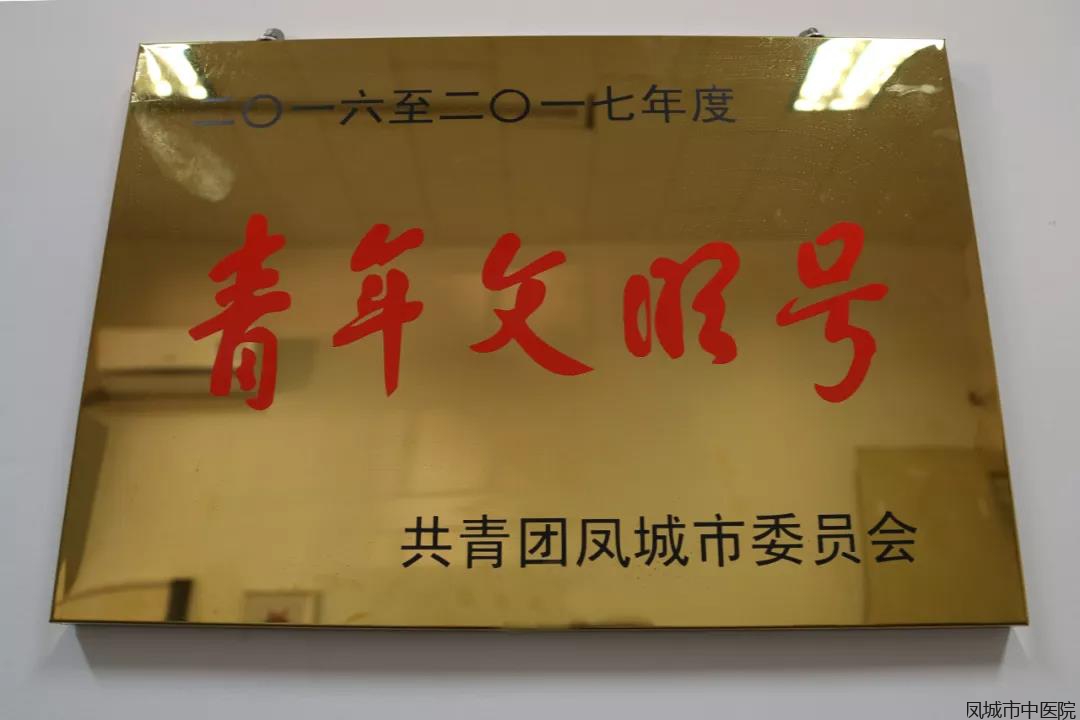 二〇一六至二〇一七年度
青年文明号
共青团凤城市委员会
凤城市中医院